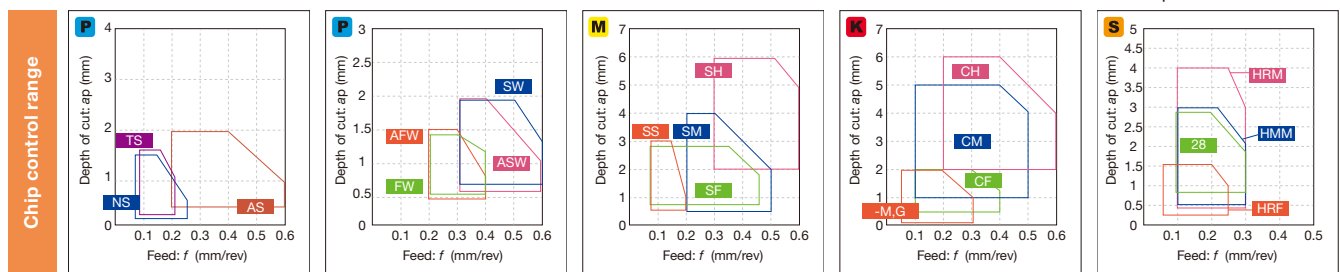 Chip control range
P
Depth of cut: ap (mm)
4
3
2
1
0
TS
NS
AS
0.1 0.2 0.3 0.4 0.5 0.6
Feed: f (mm/rev)
P
Depth of cut: ap (mm)
3
2.5
2
1.5
1
0.5
0
SW
AFW
ASW
FW
0.1 0.2 0.3 0.4 0.5 0.6
Feed: f (mm/rev)
M
Depth of cut: ap (mm)
7
6
5
4
3
2
1
0
SH
SS SM
SF
0.1 0.2 0.3 0.4 0.5 0.6
Feed: f (mm/rev)
K
Depth of cut: ap (mm)
7
6
5
4
3
2
1
0
CH
CM
CF
-M,G
0.1 0.2 0.3 0.4 0.5 0.6
Feed: f (mm/rev)
S
Depth of cut: ap (mm)
5
4.5
4
3.5
3
2.5
2
1.5
1
0.5
0
HRM
HMM
28
HRF
0.1 0.2 0.3 0.4 0.5
Feed: f (mm/rev)